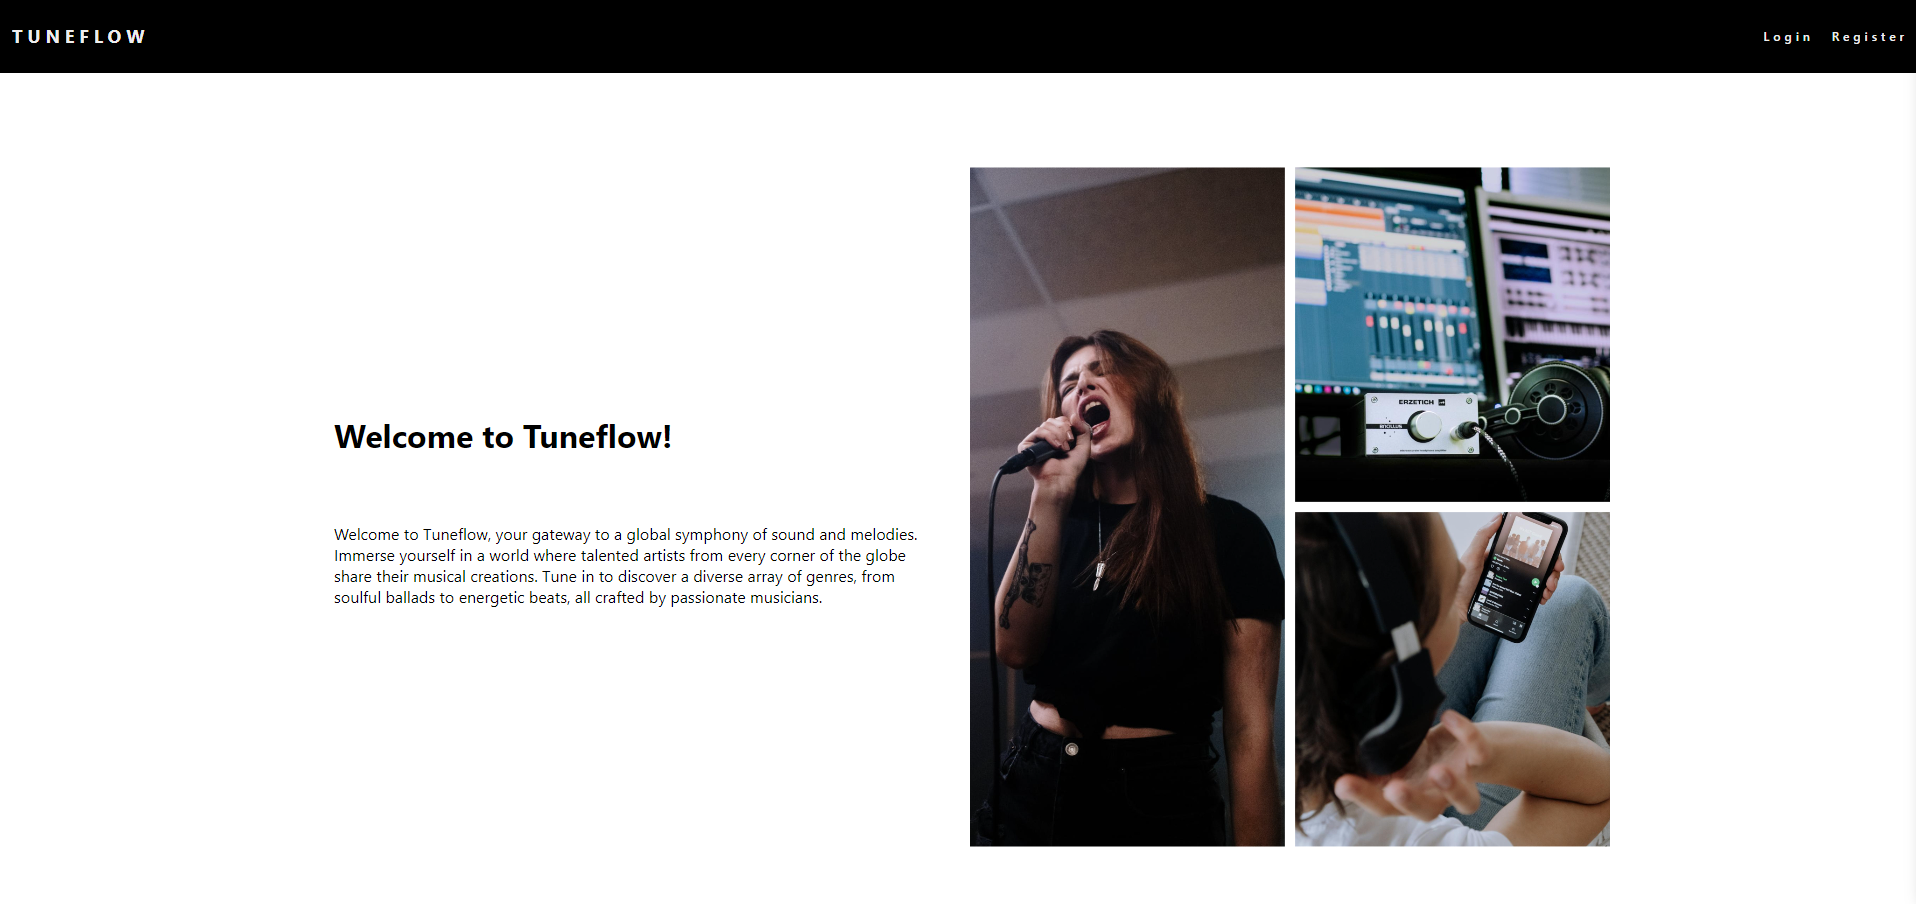 TUNEFLOW
Login Register
Welcome to Tuneflow!
Welcome to Tuneflow, your gateway to a global symphony of sound and melodies.
Immerse yourself in a world where talented artists from every corner of the globe
share their musical creations. Tune in to discover a diverse array of genres, from
soulful ballads to energetic beats, all crafted by passionate musicians.
ERZETICH
BACILLUS